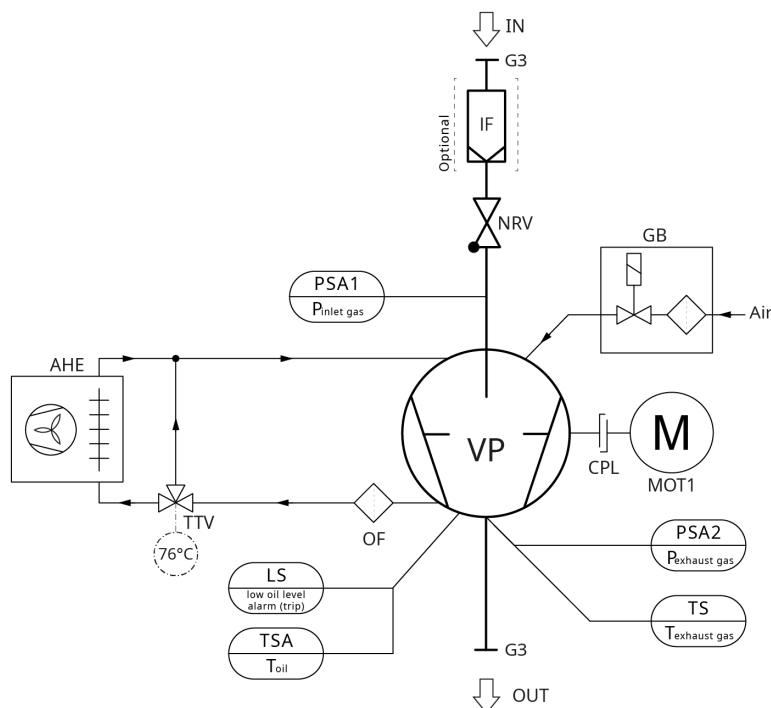 IN
G3
Optional
IF
NRV
GB
PSA1
Pinlet gas
Air
AHE
VP
M
CPL
MOT1
TTV
OF
76°C
PSA2
Pexhaust gas
LS
low oil level
alarm (trip)
TS
Texhaust gas
TSA
Toil
G3
OUT